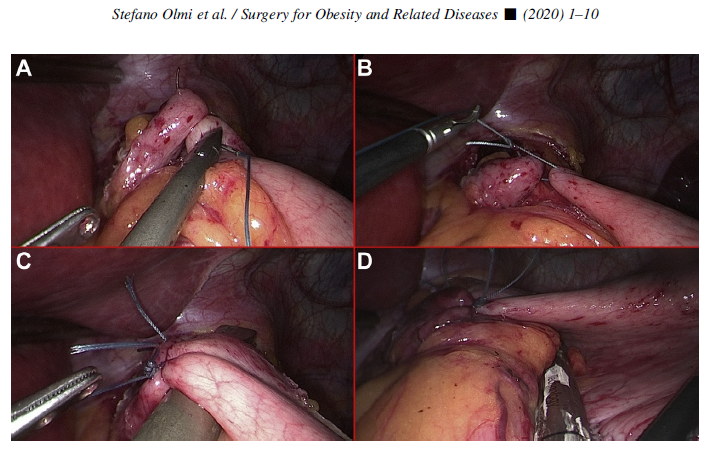 Stefano Olmi et al. / Surgery for Obesity and Related Diseases ■ (2020) 1–10
A
B
C
D